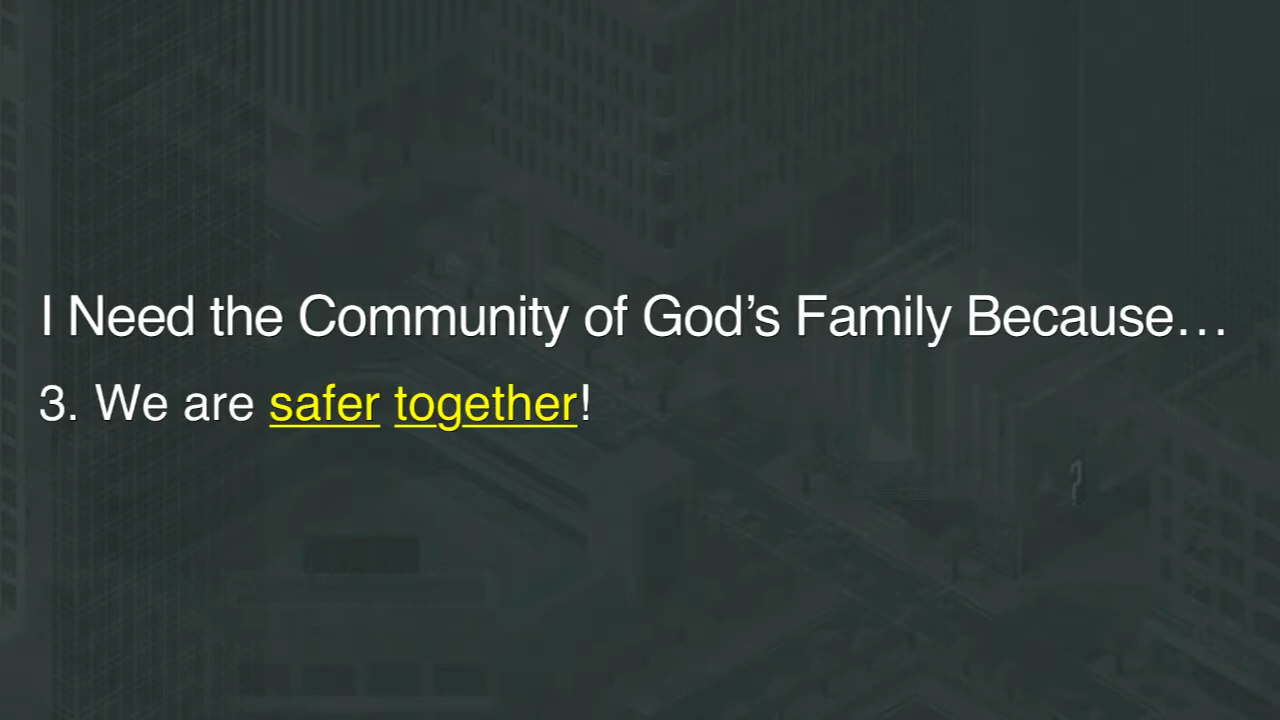 I Need the Community of God’s Family Because…
3. We are safer together!
?